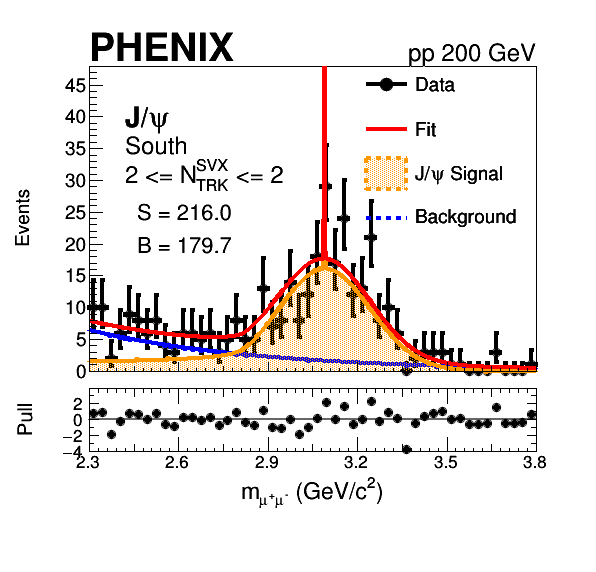 PHENIX
pp 200 GeV
J/ψ
South
2 <= N^SVX_TRK <= 2
S = 216.0
B = 179.7
Data
Fit
J/ψ Signal
Background
Events
45
40
35
30
25
20
15
10
5
0
Pull
2
0
−2
−4
2.3 2.6 2.9 3.2 3.5 3.8
m_μ⁺μ⁻ (GeV/c²)